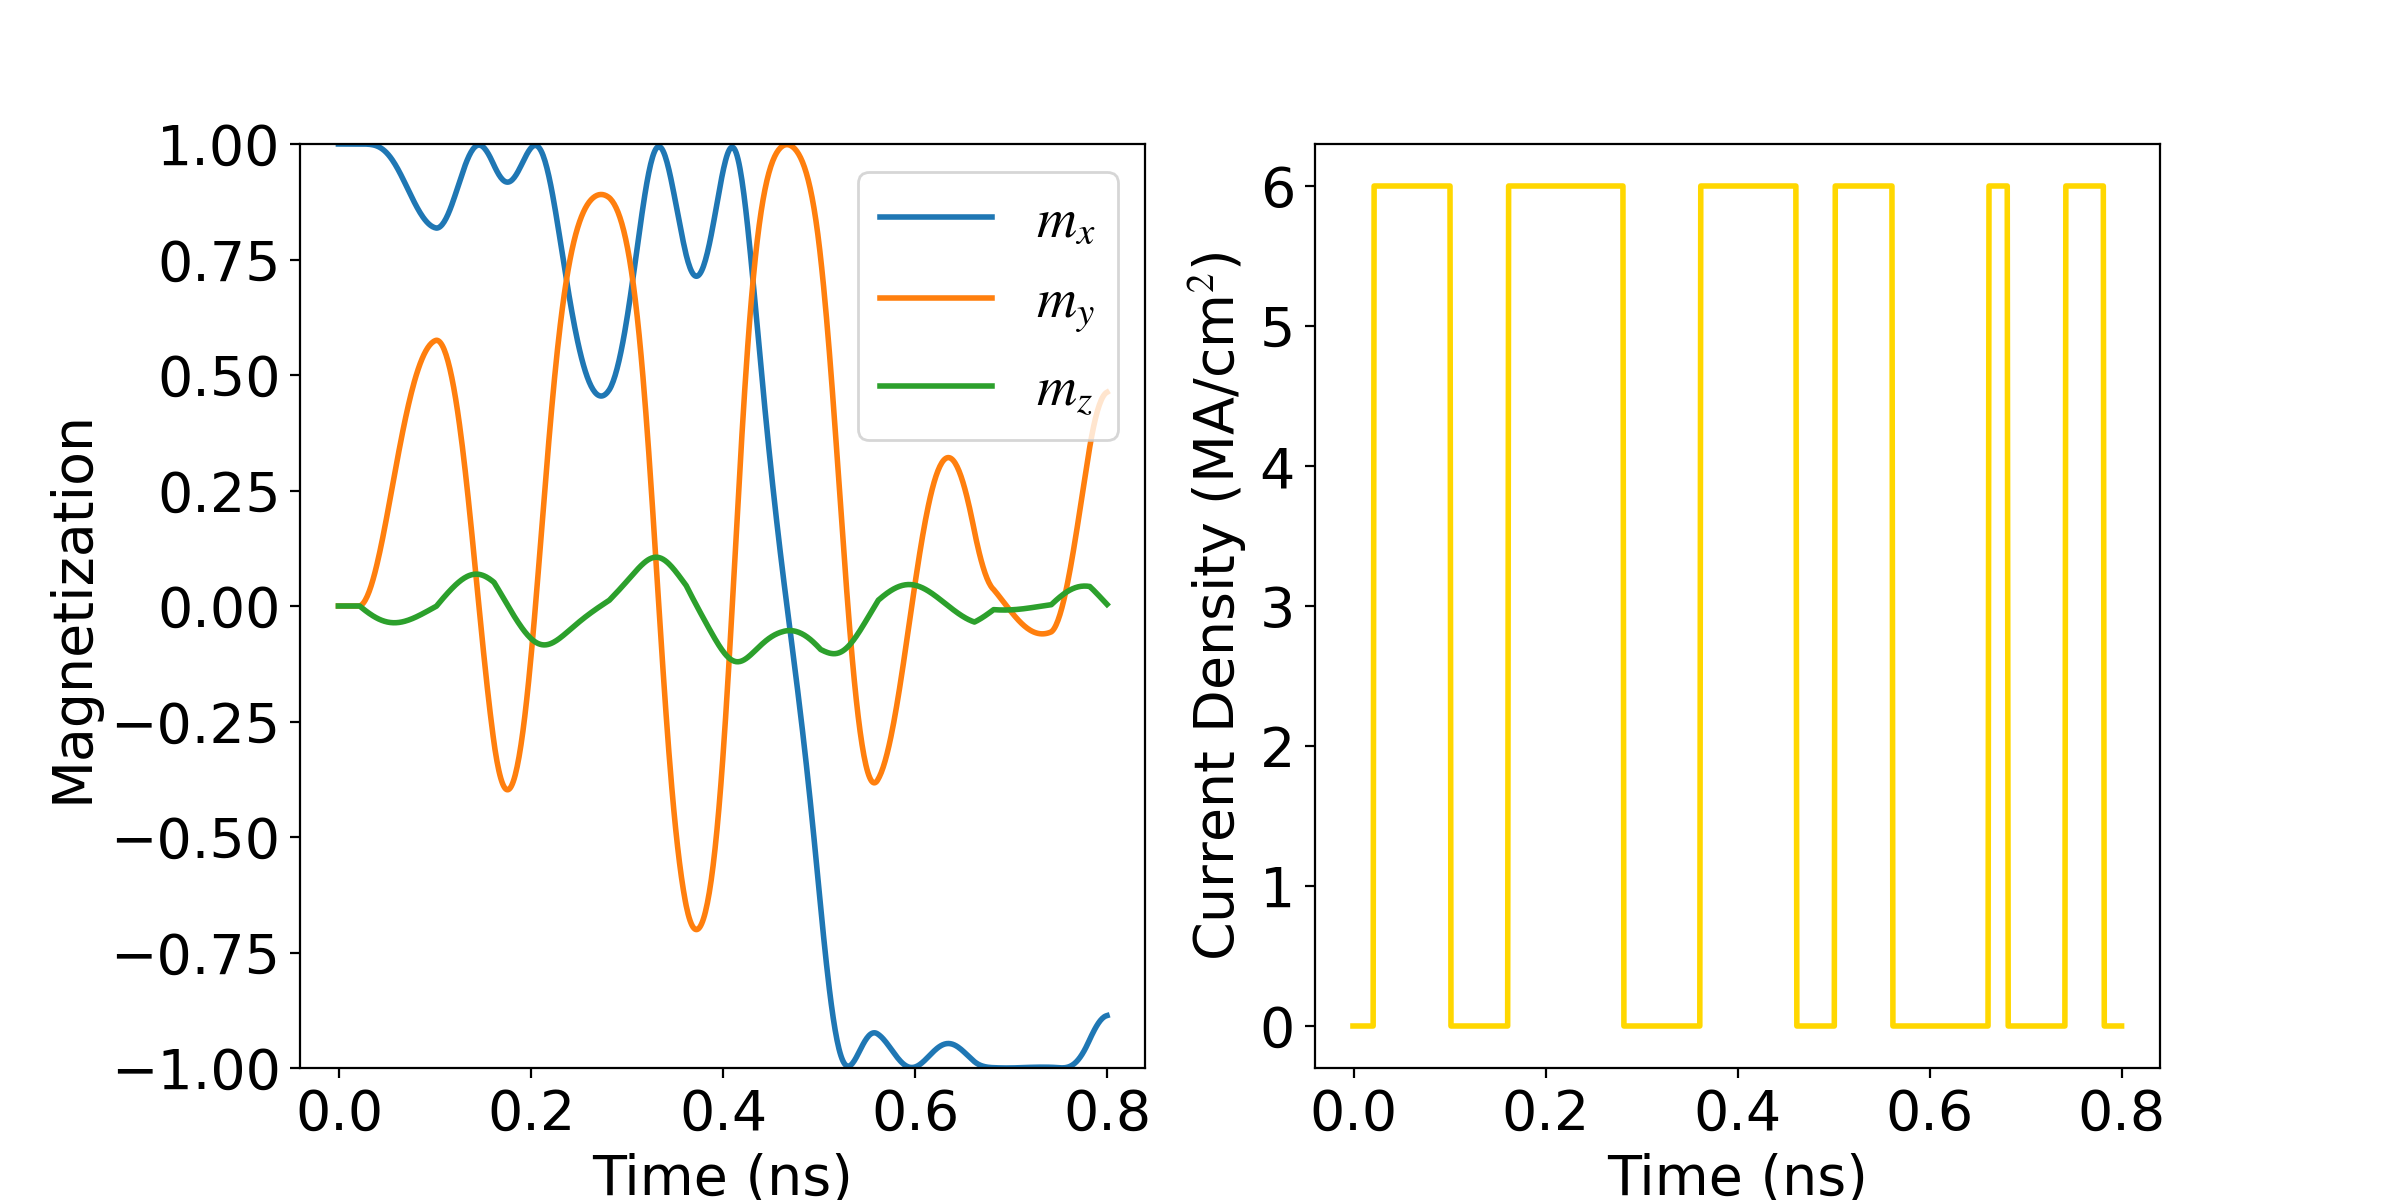 1.00
0.75
0.50
0.25
0.00
−0.25
−0.50
−0.75
−1.00
0.0 0.2 0.4 0.6 0.8
Time (ns)
Magnetization
m_x
m_y
m_z
6
5
4
3
2
1
0
0.0 0.2 0.4 0.6 0.8
Time (ns)
Current Density (MA/cm²)